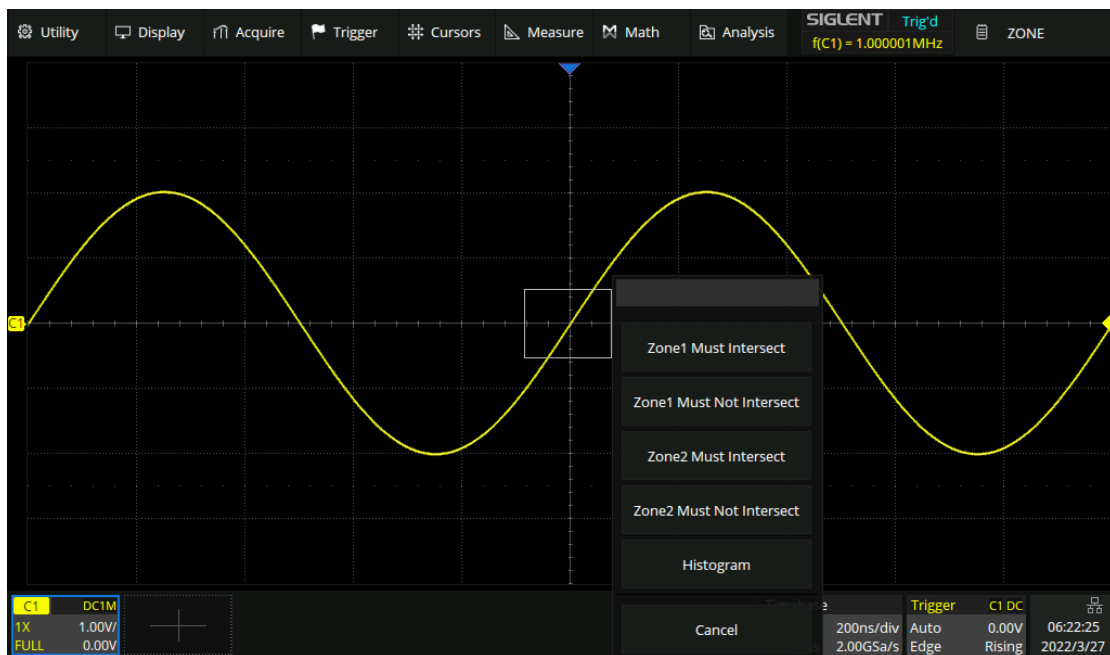 Utility
Display
Acquire
Trigger
Cursors
Measure
Math
Analysis
SIGLENT Trig'd
f(C1) = 1.000001MHz
ZONE
C1
Zone1 Must Intersect
Zone1 Must Not Intersect
Zone2 Must Intersect
Zone2 Must Not Intersect
Histogram
Cancel
C1 DC1M
1X 1.00V/
FULL 0.00V
Timebase
200ns/div
2.00GSa/s
Trigger C1 DC
Auto 0.00V
Edge Rising
06:22:25
2022/3/27